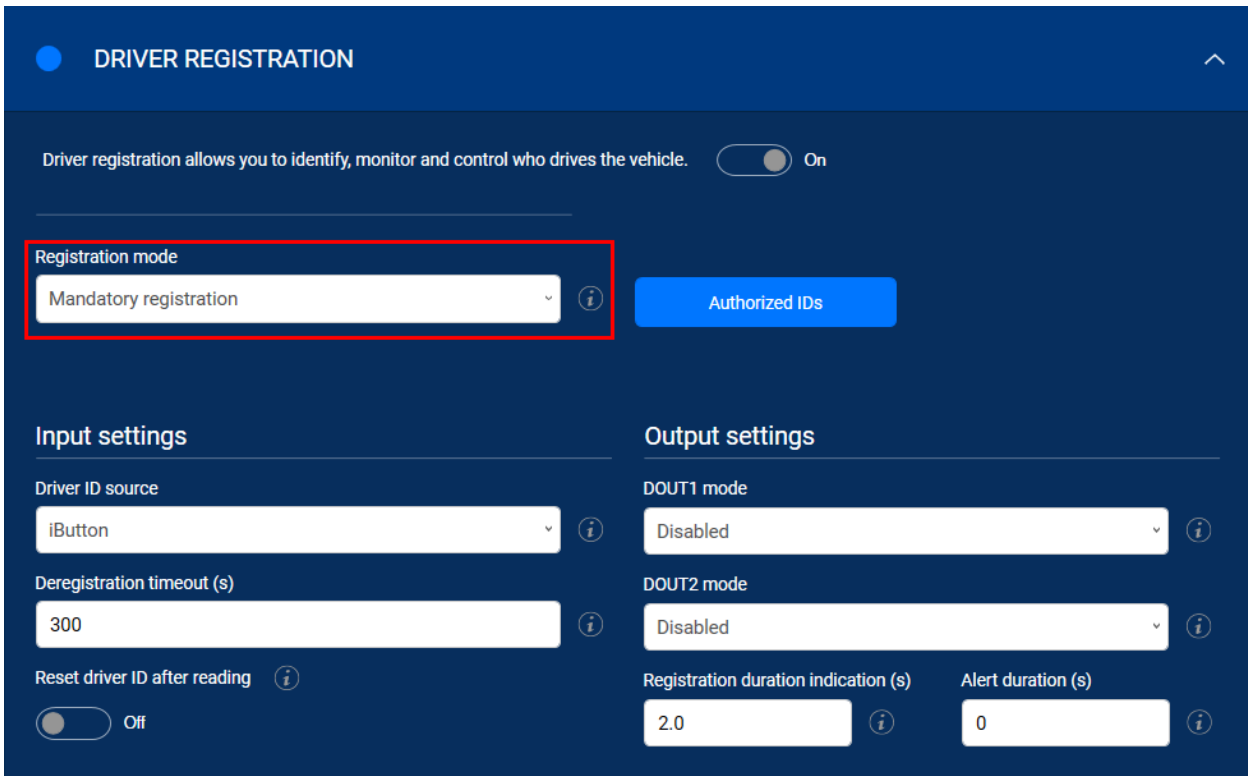 DRIVER REGISTRATION
Driver registration allows you to identify, monitor and control who drives the vehicle.
On
Registration mode
Mandatory registration
Authorized IDs
Input settings
Driver ID source
iButton
Deregistration timeout (s)
300
Reset driver ID after reading
Off
Output settings
DOUT1 mode
Disabled
DOUT2 mode
Disabled
Registration duration indication (s)
2.0
Alert duration (s)
0